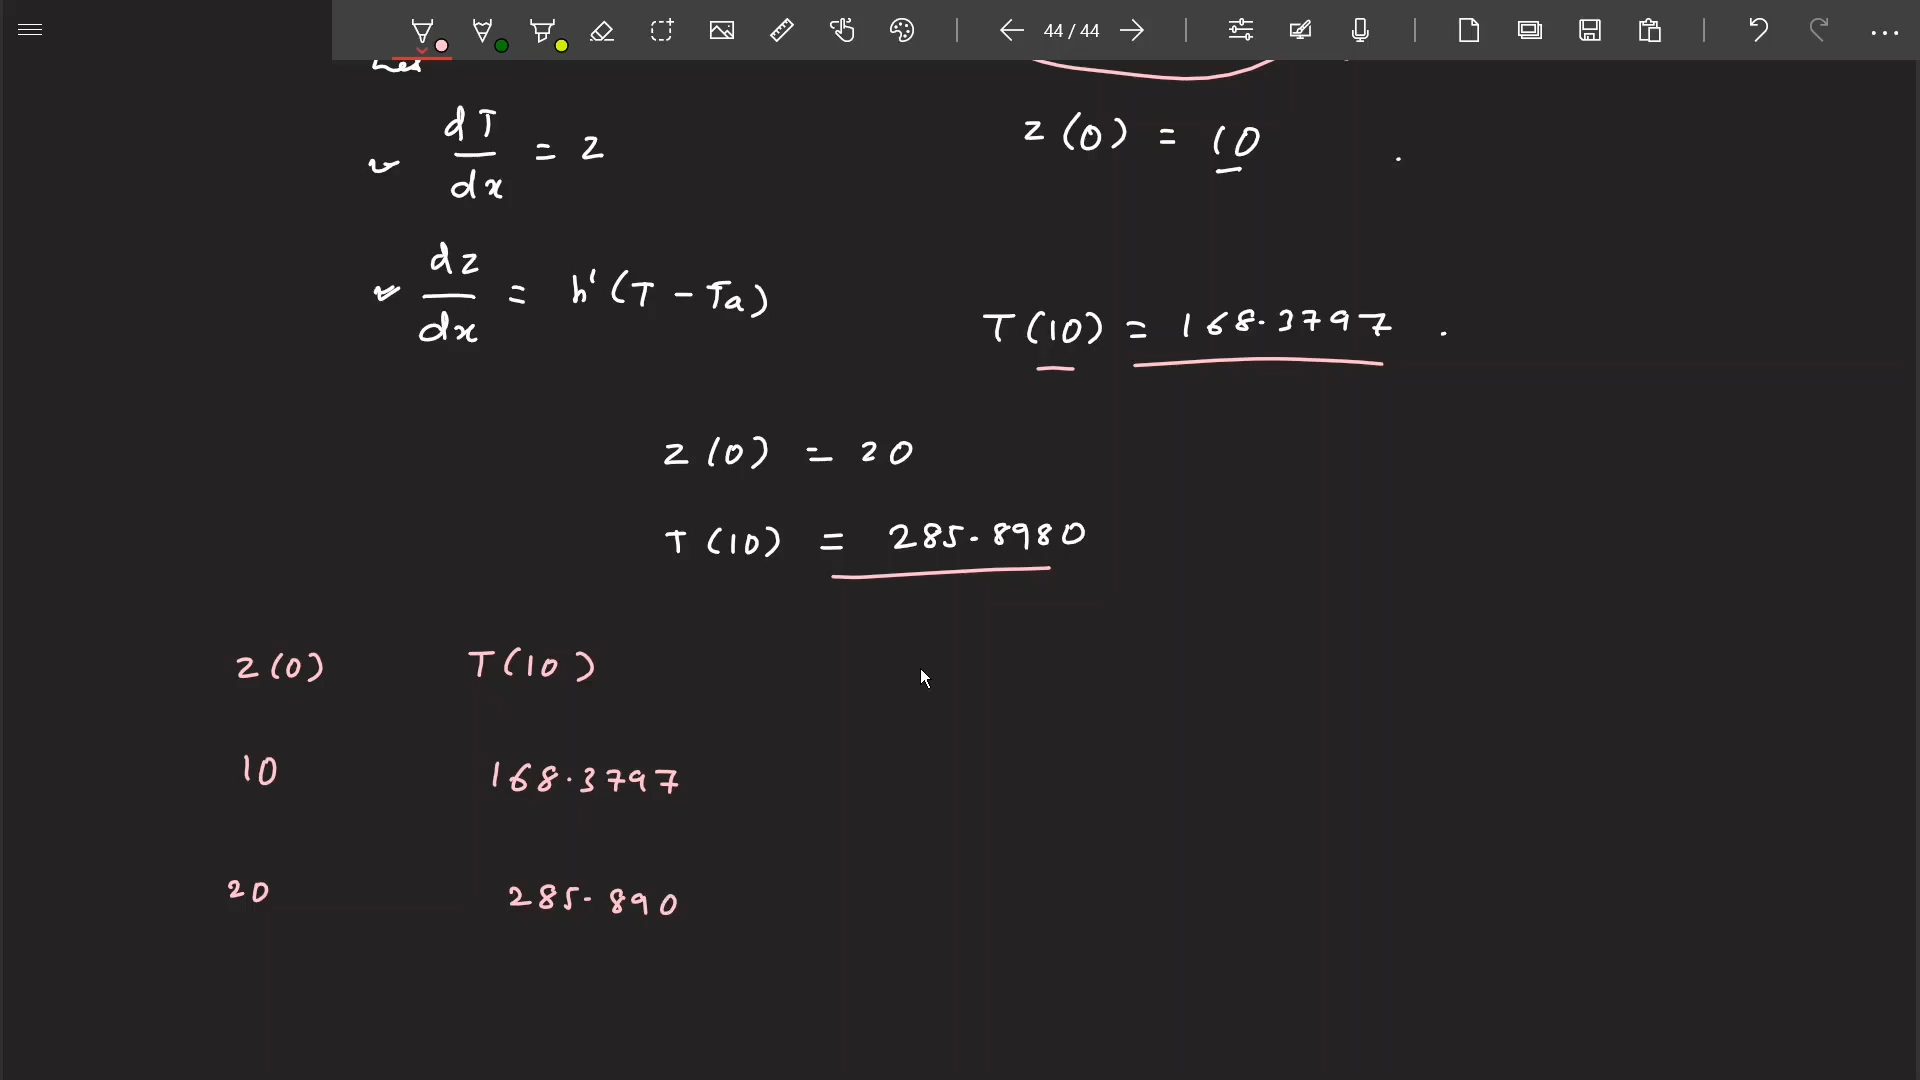 44 / 44
dT/dx = z
z(0) = 10
dz/dx = h'(T - Ta)
T(10) = 168.3797
z(0) = 20
T(10) = 285.8980
z(0) T(10)
10 168.3797
20 285.890